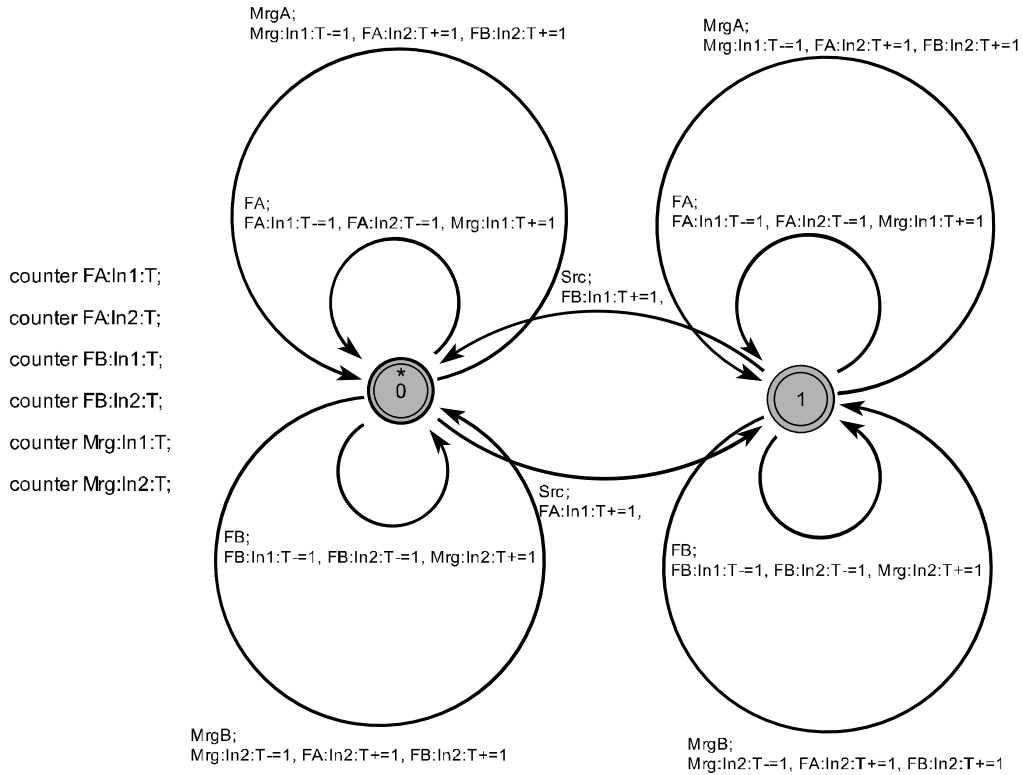 MrgA;
Mrg:In1:T-=1, FA:In2:T+=1, FB:In2:T+=1
MrgA;
Mrg:In1:T-=1, FA:In2:T+=1, FB:In2:T+=1
FA;
FA:In1:T-=1, FA:In2:T-=1, Mrg:In1:T+=1
FA;
FA:In1:T-=1, FA:In2:T-=1, Mrg:In1:T+=1
counter FA:In1:T;
counter FA:In2:T;
counter FB:In1:T;
counter FB:In2:T;
counter Mrg:In1:T;
counter Mrg:In2:T;
Src;
FB:In1:T+=1,
*
0
1
Src;
FA:In1:T+=1,
FB;
FB:In1:T-=1, FB:In2:T-=1, Mrg:In2:T+=1
FB;
FB:In1:T-=1, FB:In2:T-=1, Mrg:In2:T+=1
MrgB;
Mrg:In2:T-=1, FA:In2:T+=1, FB:In2:T+=1
MrgB;
Mrg:In2:T-=1, FA:In2:T+=1, FB:In2:T+=1